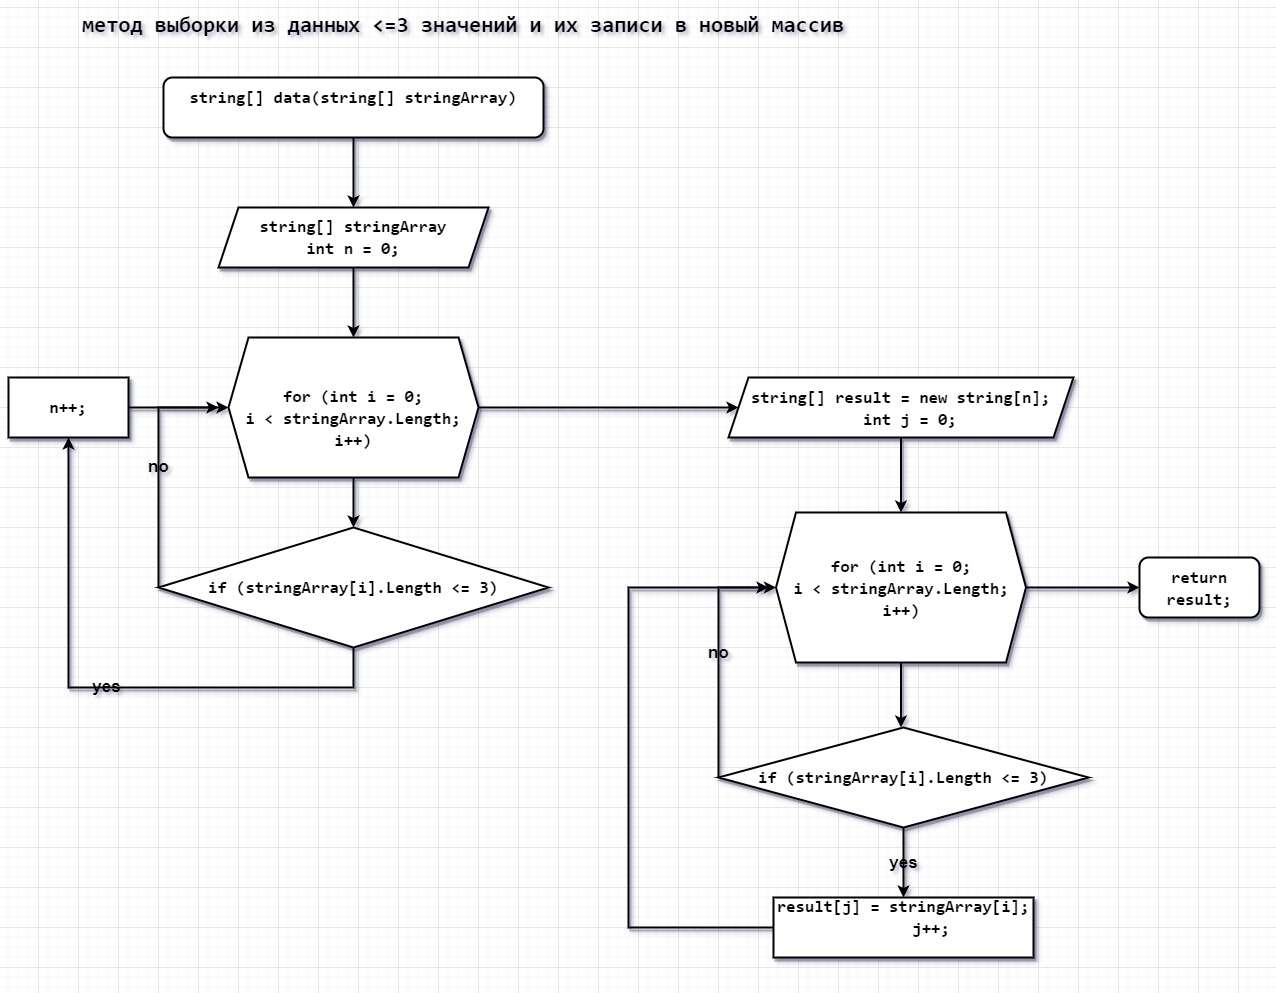 метод выборки из данных <=3 значений и их записи в новый массив
string[] data(string[] stringArray)
string[] stringArray
int n = 0;
for (int i = 0;
i < stringArray.Length;
i++)
n++;
no
if (stringArray[i].Length <= 3)
yes
string[] result = new string[n];
int j = 0;
for (int i = 0;
i < stringArray.Length;
i++)
return
result;
no
if (stringArray[i].Length <= 3)
yes
result[j] = stringArray[i];
j++;